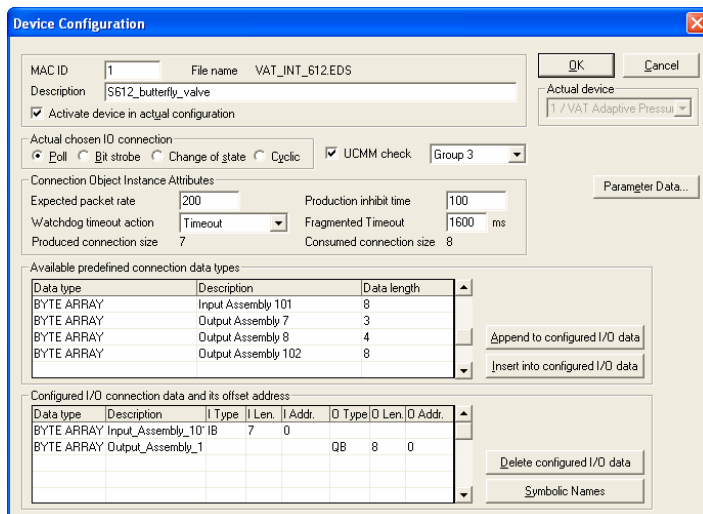 Device Configuration
MAC ID 1 File name VAT_INT_612.EDS
Description S612_butterfly_valve
Activate device in actual configuration
OK Cancel
Actual device
1 / VAT Adaptive Pressur
Actual chosen IO connection
Poll Bit strobe Change of state Cyclic
UCMM check Group 3
Parameter Data...
Connection Object Instance Attributes
Expected packet rate 200 Production inhibit time 100
Watchdog timeout action Timeout Fragmented Timeout 1600 ms
Produced connection size 7 Consumed connection size 8
Available predefined connection data types
Data type Description Data length
BYTE ARRAY Input Assembly 101 8
BYTE ARRAY Output Assembly 7 3
BYTE ARRAY Output Assembly 8 4
BYTE ARRAY Output Assembly 102 8
Append to configured I/O data
Insert into configured I/O data
Configured I/O connection data and its offset address
Data type Description I Type I Len. I Addr. O Type O Len. O Addr.
BYTE ARRAY Input_Assembly_10 IB 7 0
BYTE ARRAY Output_Assembly_1 QB 8 0
Delete configured I/O data
Symbolic Names